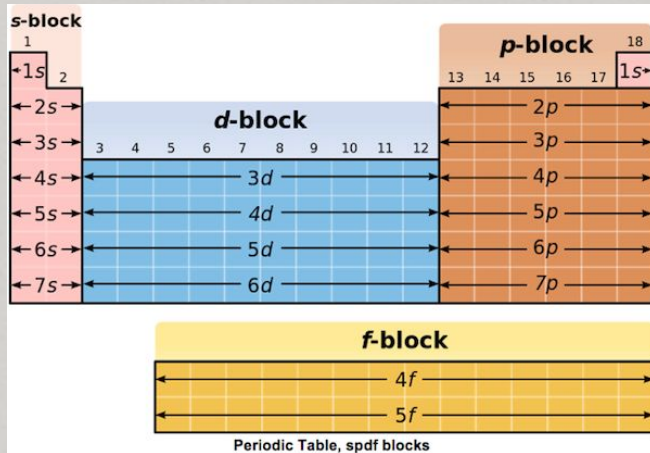 s-block
p-block
1
18
1s
2
13 14 15 16 17
1s
2s
d-block
2p
3s
3 4 5 6 7 8 9 10 11 12
3p
4s
3d
4p
5s
4d
5p
6s
5d
6p
7s
6d
7p
f-block
4f
5f
Periodic Table, spdf blocks